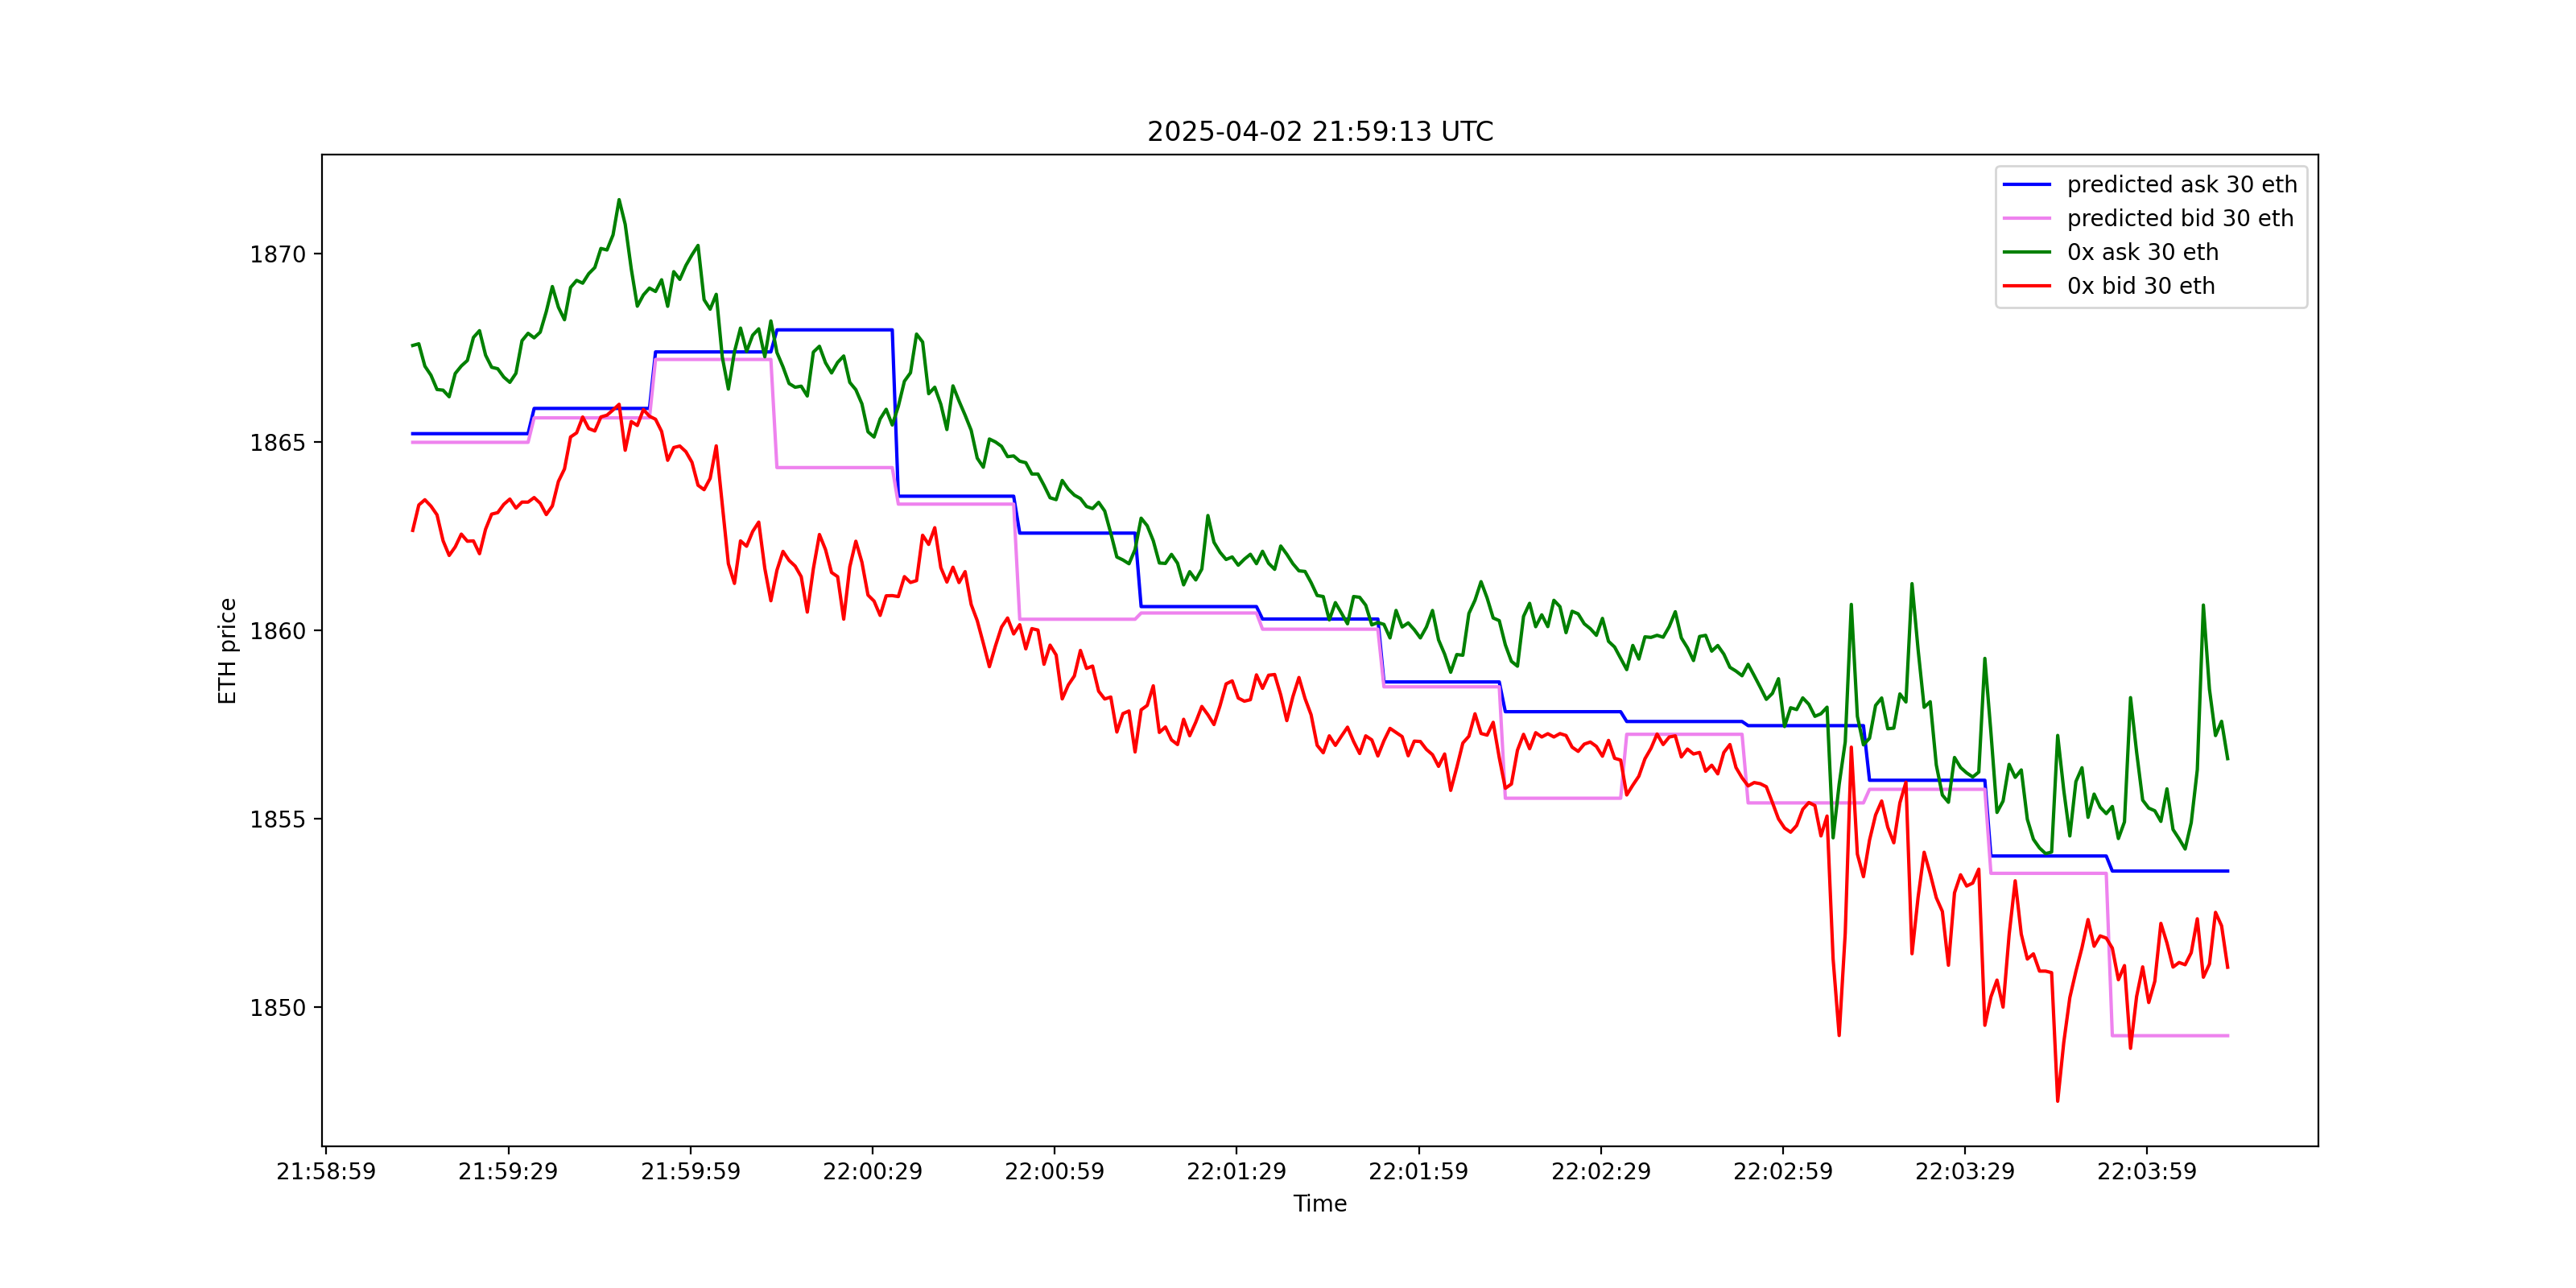 2025-04-02 21:59:13 UTC
predicted ask 30 eth
predicted bid 30 eth
0x ask 30 eth
0x bid 30 eth
1870
1865
1860
1855
1850
ETH price
21:58:59 21:59:29 21:59:59 22:00:29 22:00:59 22:01:29 22:01:59 22:02:29 22:02:59 22:03:29 22:03:59
Time